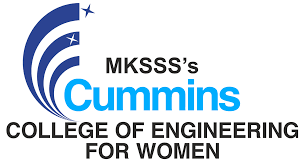 MKSSS's
Cummins
COLLEGE OF ENGINEERING
FOR WOMEN